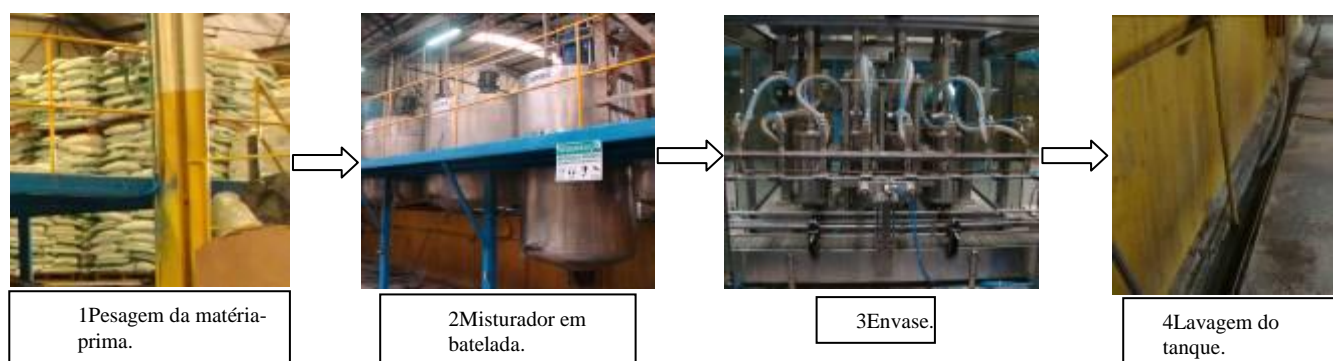 1Pesagem da matéria-
prima.
2Misturador em
batelada.
3Envase.
4Lavagem do
tanque.